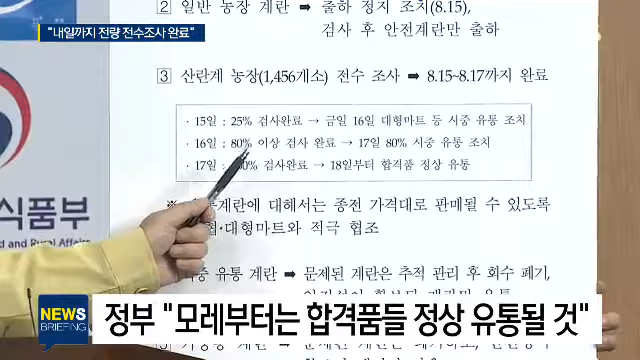 "내일까지 전량 전수조사 완료"
2 일반 농장 계란 ➡ 출하 정지 조치(8.15),
검사 후 안전계란만 출하
3 산란계 농장(1,456개소) 전수 조사 ➡ 8.15~8.17까지 완료
· 15일 : 25% 검사완료 → 금일 16일 대형마트 등 시중 유통 조치
· 16일 : 80% 이상 검사 완료 → 17일 80% 시중 유통 조치
· 17일 : 검사완료 → 18일부터 합격품 정상 유통
※ 계란에 대해서는 종전 가격대로 판매될 수 있도록
협·대형마트와 적극 협조
식품부
and Rural Affairs
중 유통 계란 ➡ 문제된 계란은 추적 관리 후 회수 폐기,
NEWS
BRIEFING
정부 "모레부터는 합격품들 정상 유통될 것"